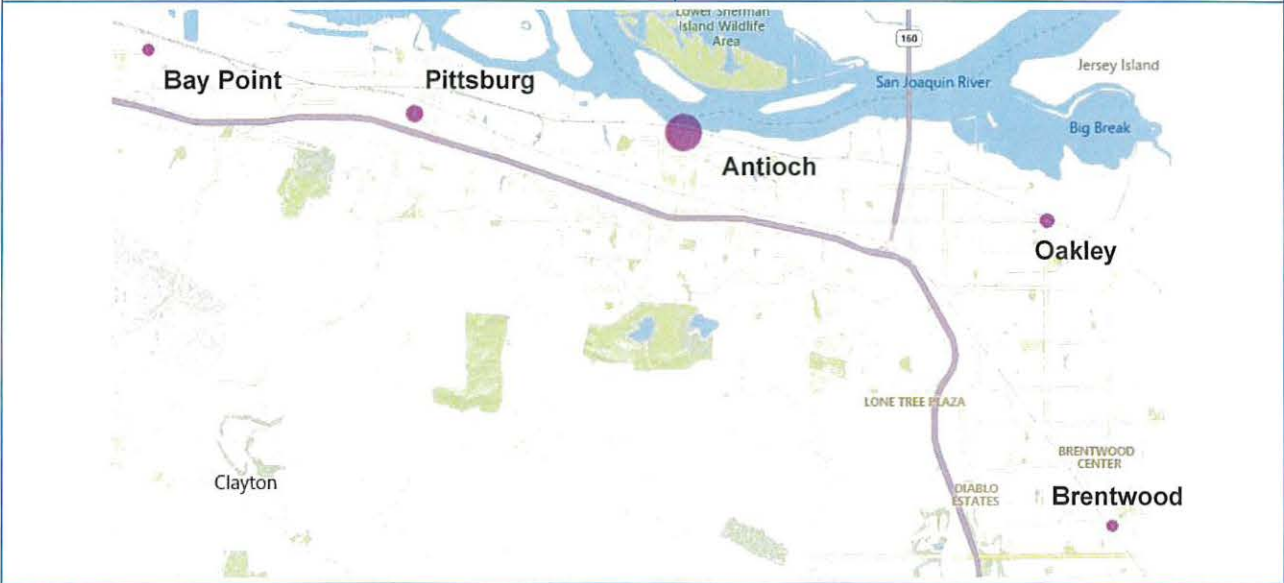 Lower Sherman
Island Wildlife
Area
160
Jersey Island
Bay Point
Pittsburg
San Joaquin River
Big Break
Antioch
Oakley
LONE TREE PLAZA
BRENTWOOD
CENTER
Clayton
DIABLO
ESTATES
Brentwood